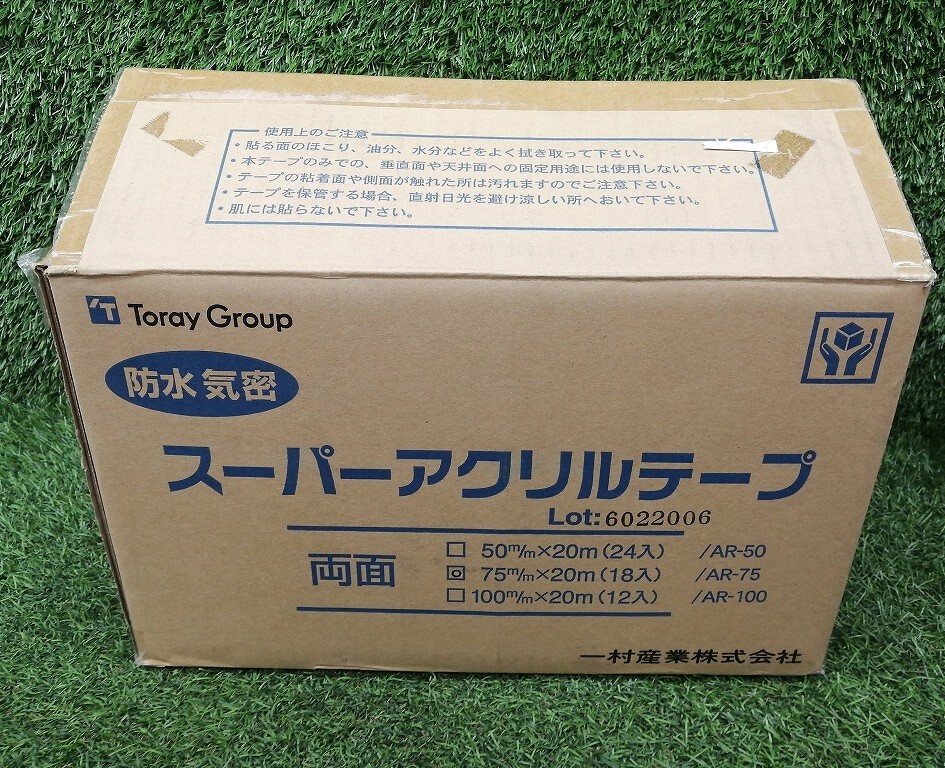 使用上のご注意
・貼る面のほこり、油分、水分などをよく拭き取って下さい。
・本テープのみでの、垂直面や天井面への固定用途には使用しないで下さい。
・テープの粘着面や側面が触れた所は汚れますのでご注意下さい。
・テープを保管する場合、直射日光を避け涼しい所へおいて下さい。
・肌には貼らないで下さい。
Toray Group
防水 気密
スーパーアクリルテープ
Lot: 6022006
両面
□ 50m/m×20m(24入) /AR-50
◙ 75m/m×20m(18入) /AR-75
□ 100m/m×20m(12入) /AR-100
一村産業株式会社